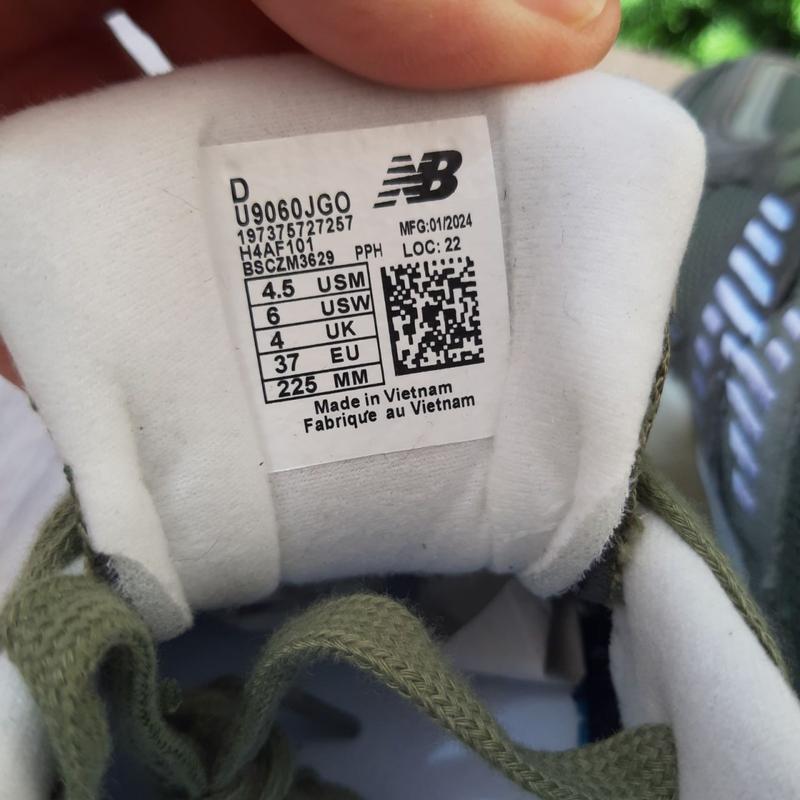 D
NB
U9060JGO
197375727257
MFG:01/2024
H4AF101
PPH
LOC: 22
BSCZM3629
4.5 USM
6 USW
4 UK
37 EU
225 MM
Made in Vietnam
Fabriqué au Vietnam